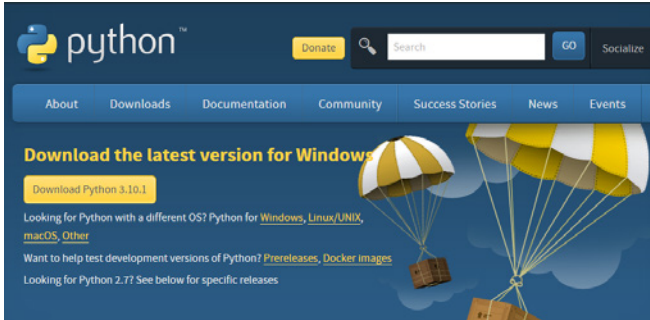 python™
Donate
Search
GO
Socialize
About Downloads Documentation Community Success Stories News Events
Download the latest version for Windows
Download Python 3.10.1
Looking for Python with a different OS? Python for Windows, Linux/UNIX,
macOS, Other
Want to help test development versions of Python? Prereleases, Docker images
Looking for Python 2.7? See below for specific releases